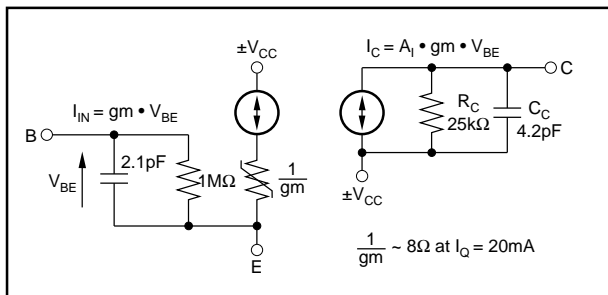 ±V_CC
I_C = A_I • gm • V_BE
C
I_IN = gm • V_BE
B
R_C
25kΩ
C_C
4.2pF
2.1pF
V_BE
1MΩ
1
gm
±V_CC
E
1
gm ~ 8Ω at I_Q = 20mA